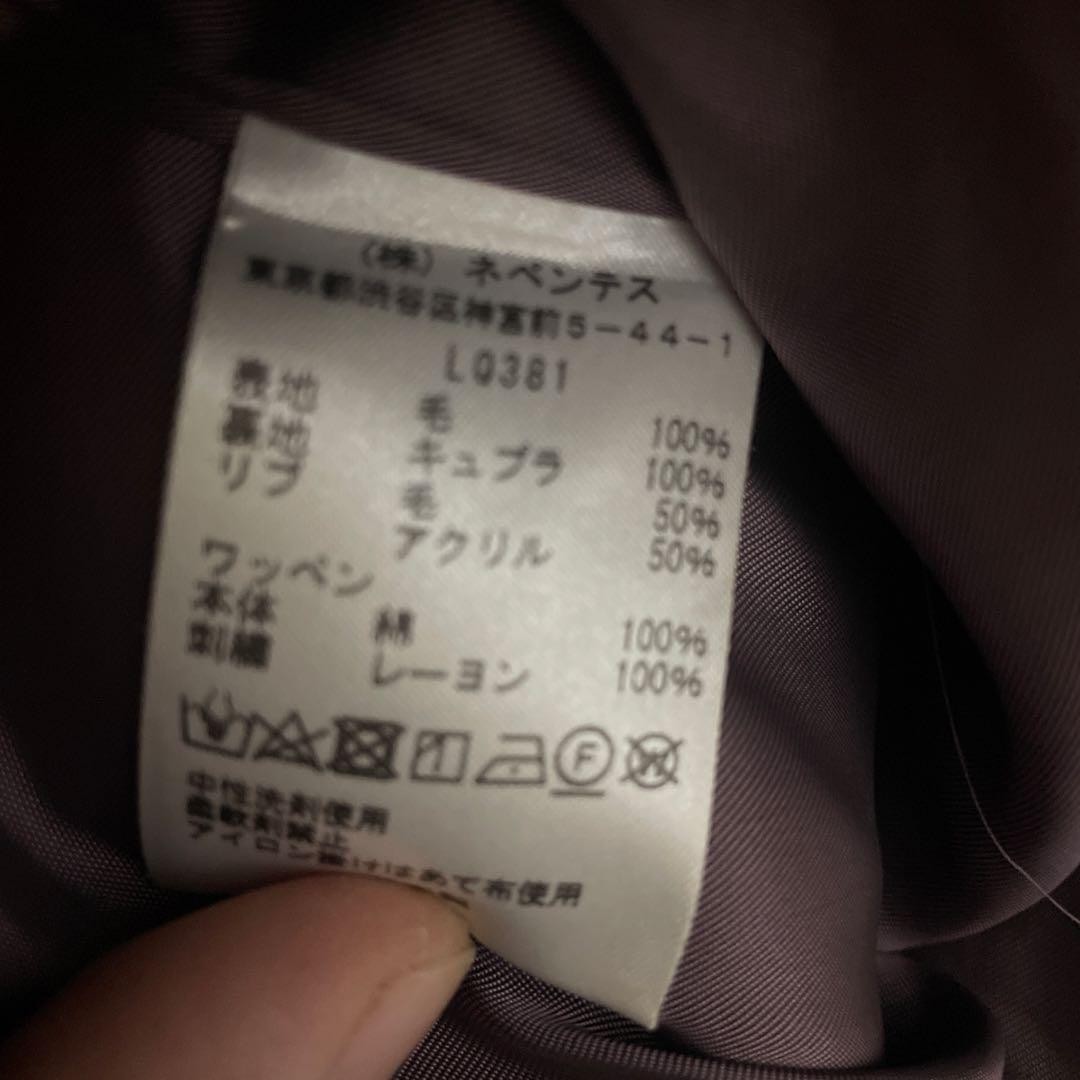 (株) ネペンテス
東京都渋谷区神宮前5-44-1
LQ381
表地 毛 100%
裏地 キュプラ 100%
リブ 毛 50%
アクリル 50%
ワッペン
本体 綿 100%
刺繍 レーヨン 100%
F
W
中性洗剤使用
酸敏剤禁止
アイロン掛けはあて布使用